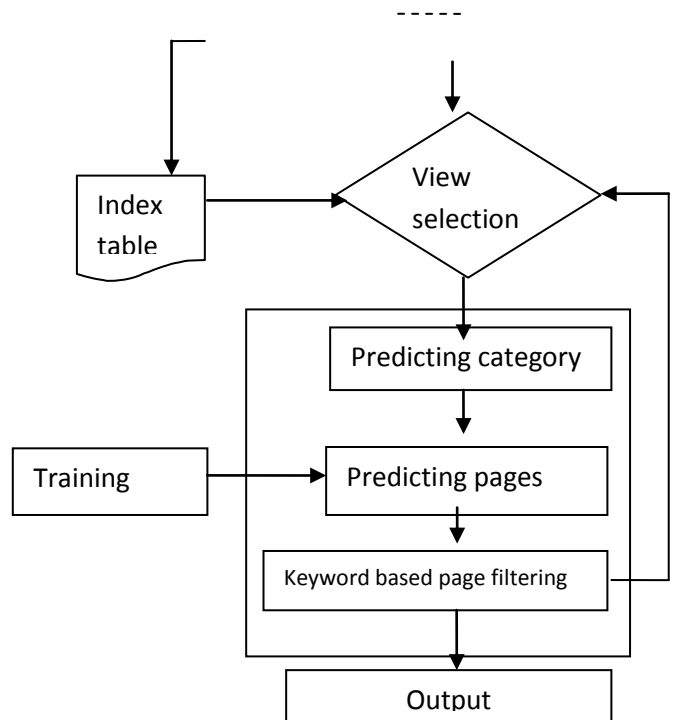 Index
table
View
selection
Predicting category
Training
Predicting pages
Keyword based page filtering
Output